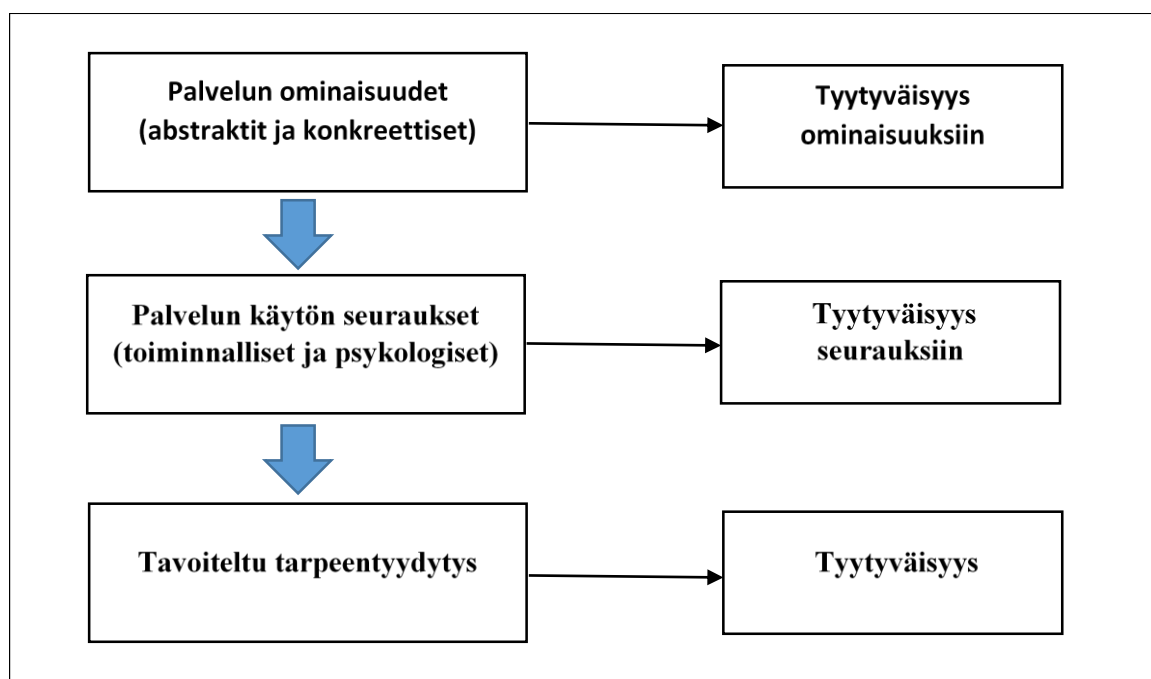 Palvelun ominaisuudet
(abstraktit ja konkreettiset)
Tyytyväisyys
ominaisuuksiin
Palvelun käytön seuraukset
(toiminnalliset ja psykologiset)
Tyytyväisyys
seurauksiin
Tavoiteltu tarpeentyydytys
Tyytyväisyys